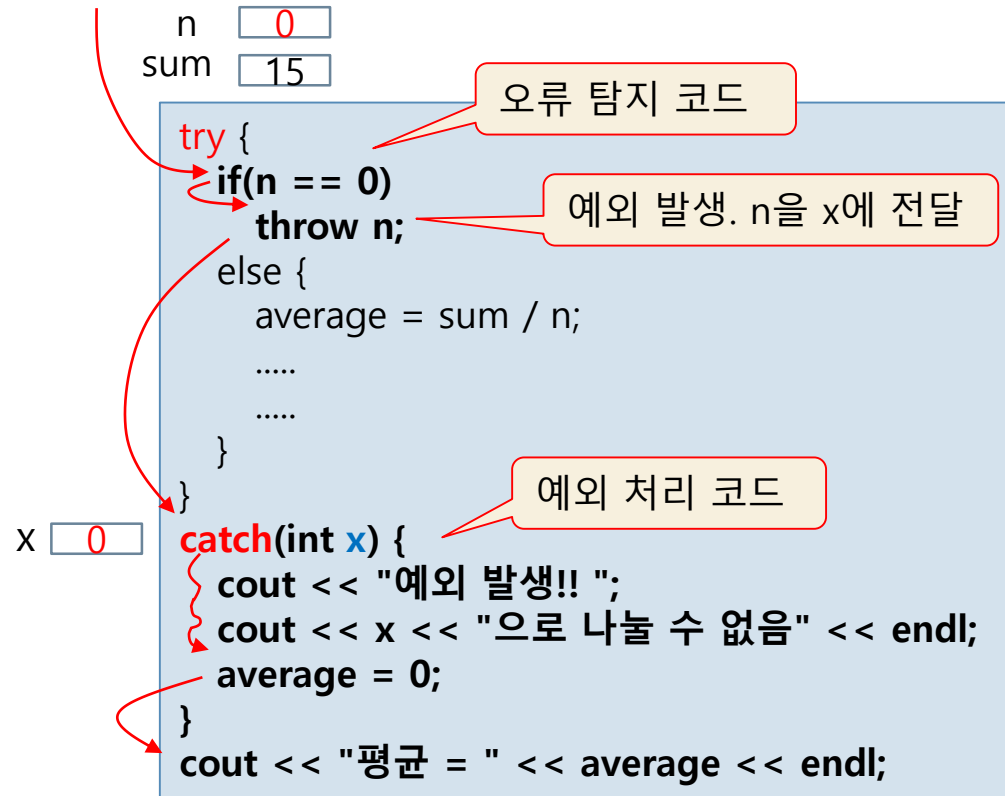 n 0
sum 15
오류 탐지 코드
try {
if(n == 0)
예외 발생. n을 x에 전달
throw n;
else {
average = sum / n;
.....
.....
}
}
예외 처리 코드
x 0
catch(int x) {
cout << "예외 발생!! ";
cout << x << "으로 나눌 수 없음" << endl;
average = 0;
}
cout << "평균 = " << average << endl;